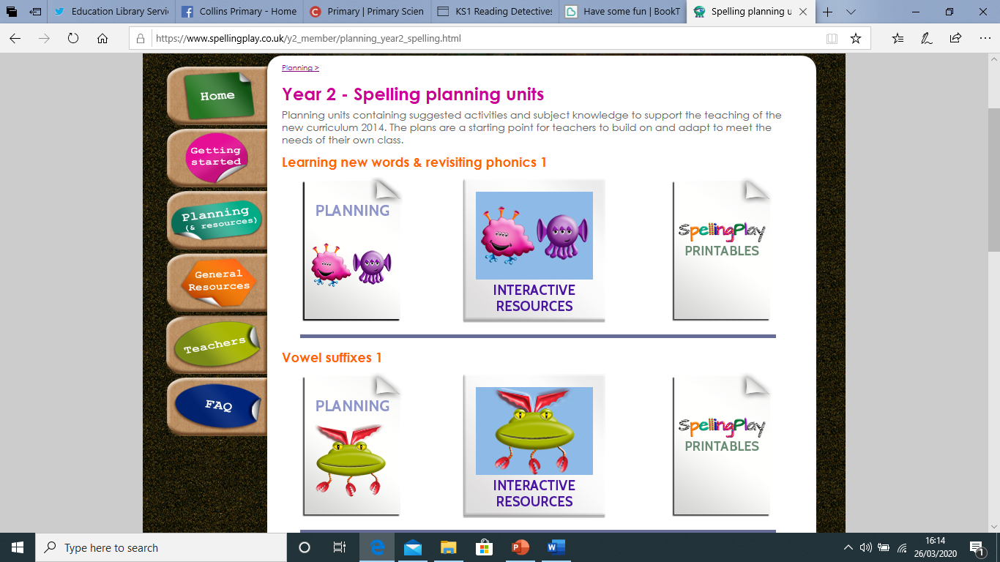 Education Library Servi
Collins Primary - Home
Primary | Primary Scien
KS1 Reading Detectives
Have some fun | BookT
Spelling planning u
https://www.spellingplay.co.uk/y2_member/planning_year2_spelling.html
Home
Getting
started
Planning
(& resources)
General
Resources
Teachers
FAQ
Planning >
Year 2 - Spelling planning units
Planning units containing suggested activities and subject knowledge to support the teaching of the
new curriculum 2014. The plans are a starting point for teachers to build on and adapt to meet the
needs of their own class.
Learning new words & revisiting phonics 1
PLANNING
INTERACTIVE
RESOURCES
SpellingPlay
PRINTABLES
Vowel suffixes 1
PLANNING
INTERACTIVE
RESOURCES
SpellingPlay
PRINTABLES
Type here to search
16:14
26/03/2020
1